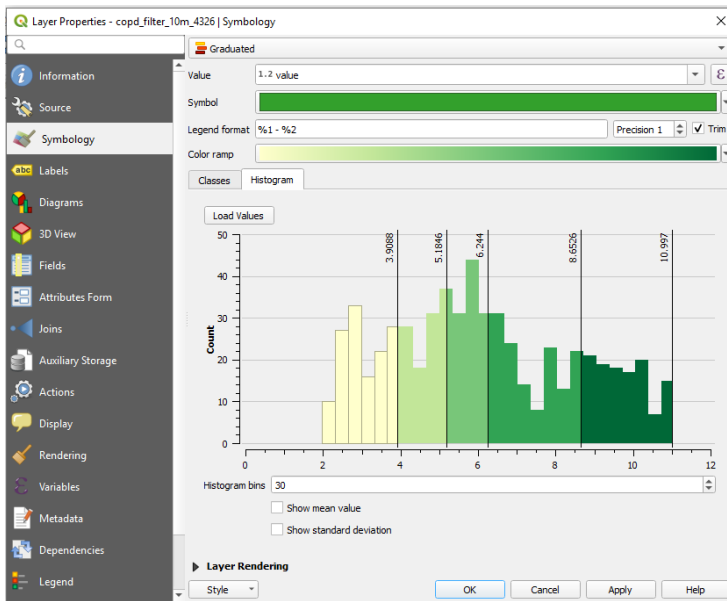 Layer Properties - copd_filter_10m_4326 | Symbology
Information
Source
Symbology
abc Labels
Diagrams
3D View
Fields
Attributes Form
Joins
Auxiliary Storage
Actions
Display
Rendering
Variables
Metadata
Dependencies
Legend
Graduated
Value 1.2 value ε
Symbol
Legend format %1 - %2 Precision 1 Trim
Color ramp
Classes Histogram
Load Values
3.9088 5.1846 6.244 8.6526 10.997
50
40
30
20
10
0
Count
0 2 4 6 8 10 12
Histogram bins 30
Show mean value
Show standard deviation
Layer Rendering
Style OK Cancel Apply Help